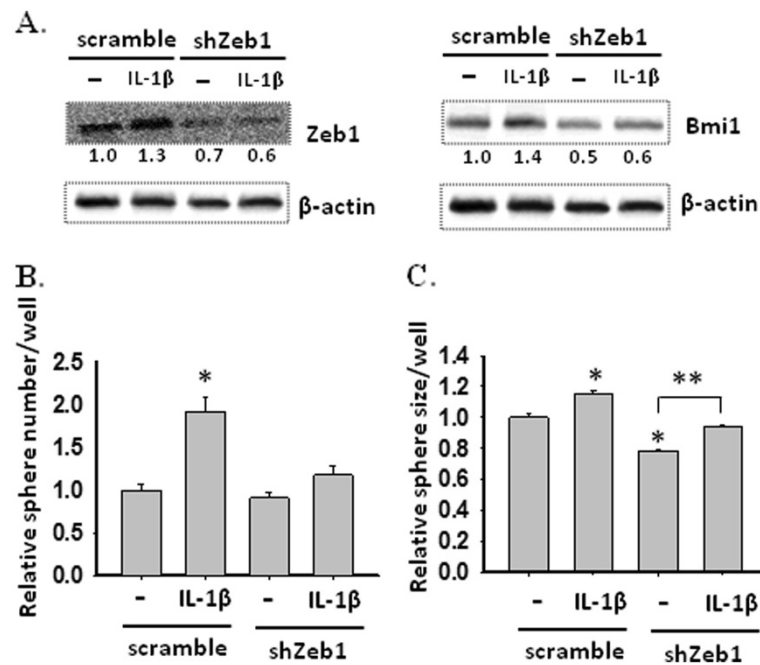 A.
scramble shZeb1
– IL-1β – IL-1β
Zeb1
1.0 1.3 0.7 0.6
β-actin
scramble shZeb1
– IL-1β – IL-1β
Bmi1
1.0 1.4 0.5 0.6
β-actin
B.
Relative sphere number/well
2.5
2.0
1.5
1.0
0.5
0.0
*
- IL-1β - IL-1β
scramble shZeb1
C.
Relative sphere size/well
1.4
1.2
1.0
0.8
0.6
0.4
0.2
0.0
* * **
- IL-1β - IL-1β
scramble shZeb1